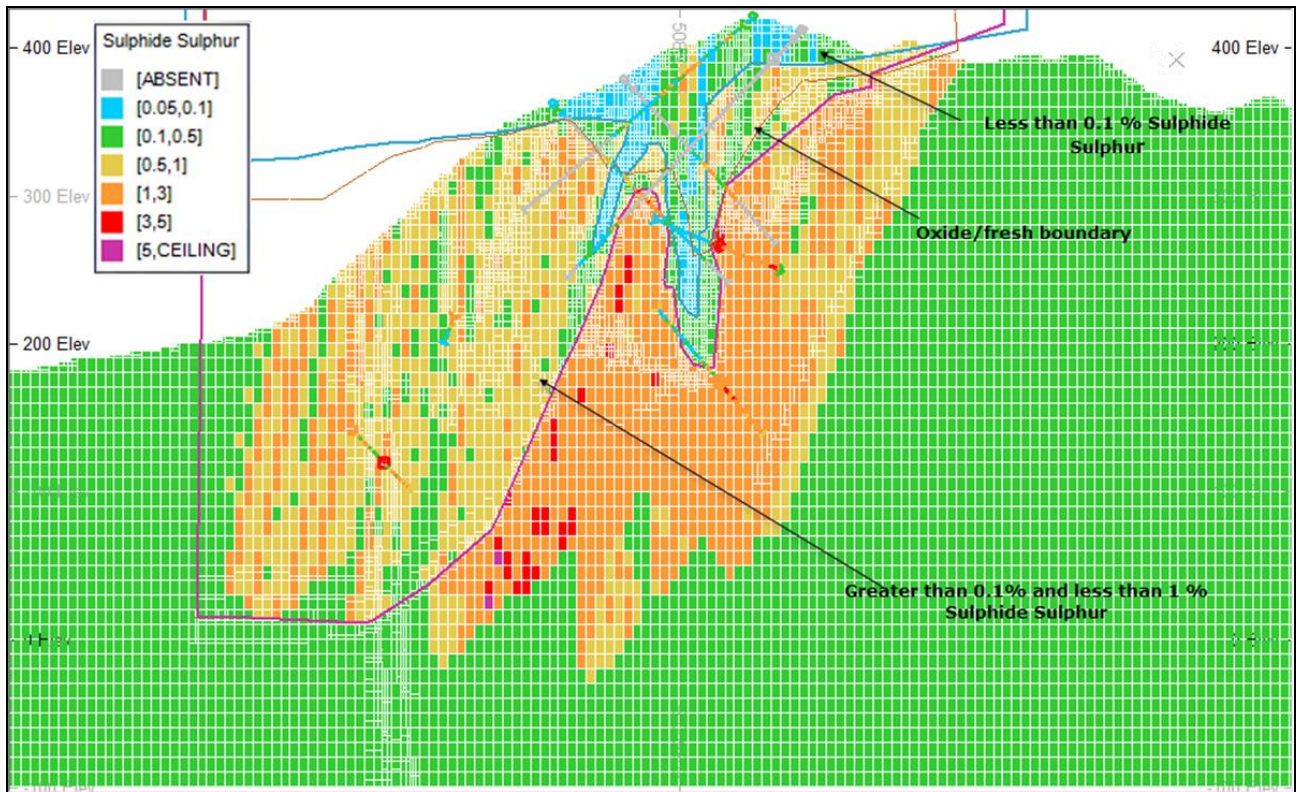 Sulphide Sulphur
[ABSENT]
[0.05,0.1]
[0.1,0.5]
[0.5,1]
[1,3]
[3,5]
[5,CEILING]
400 Elev
400 Elev
Less than 0.1 % Sulphide
Sulphur
300 Elev
Oxide/fresh boundary
200 Elev
Greater than 0.1% and less than 1 %
Sulphide Sulphur